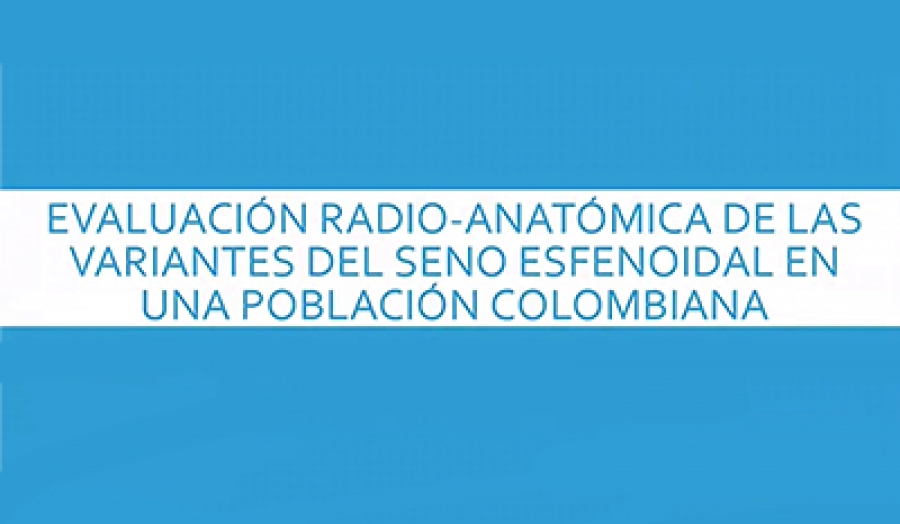 EVALUACIÓN RADIO-ANATÓMICA DE LAS
VARIANTES DEL SENO ESFENOIDAL EN
UNA POBLACIÓN COLOMBIANA